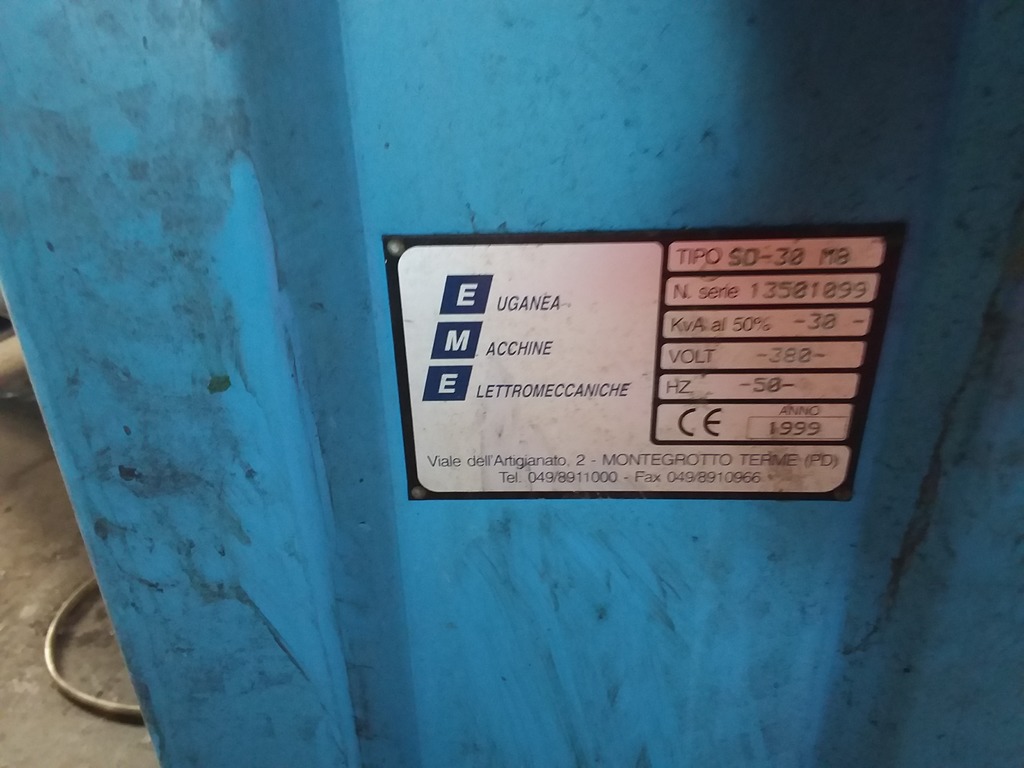 E UGANEA
M ACCHINE
E LETTROMECCANICHE
TIPO SD-30 M8
N. serie 13501099
KvA al 50% -30-
VOLT -380-
HZ -50-
CE ANNO
1999
Viale dell'Artigianato, 2 - MONTEGROTTO TERME (PD)
Tel. 049/8911000 - Fax 049/8910966